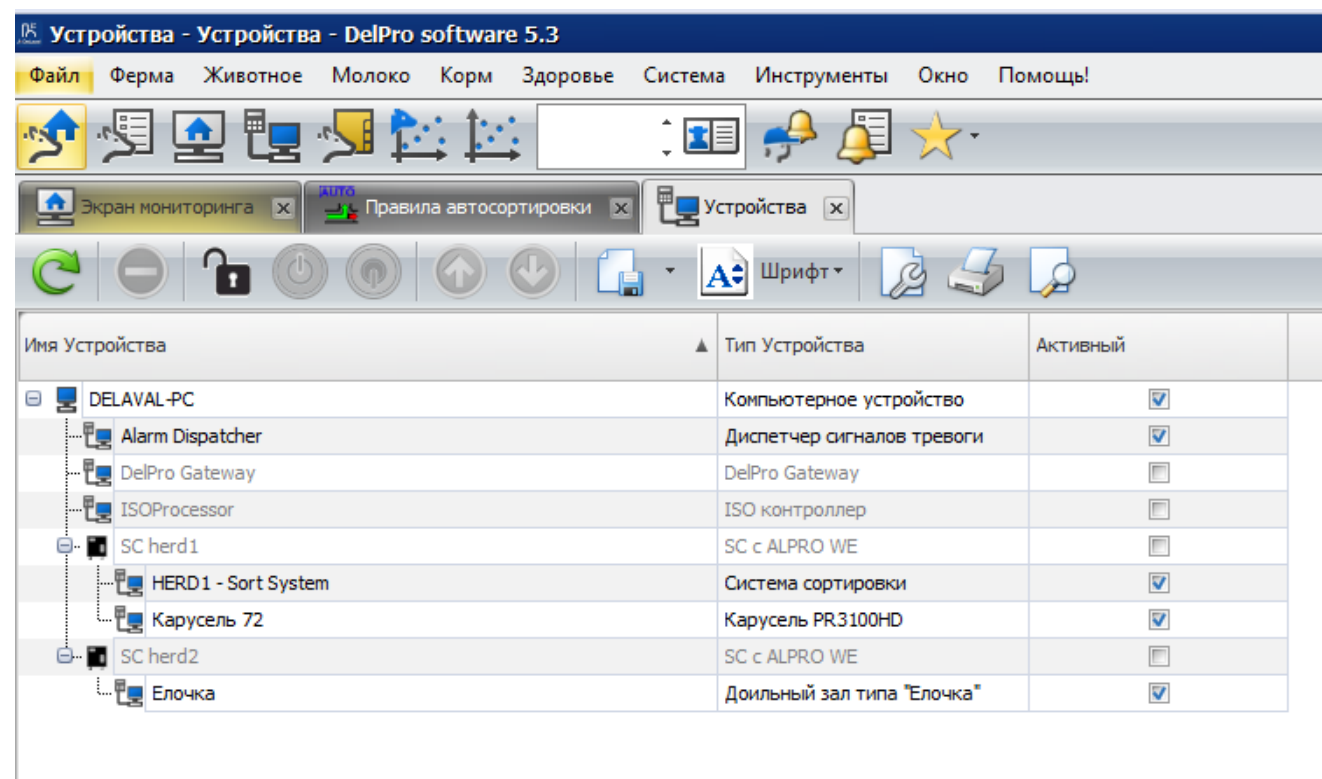 Устройства - Устройства - DelPro software 5.3
Файл Ферма Животное Молоко Корм Здоровье Система Инструменты Окно Помощь!
Экран мониторинга AUTO Правила автосортировки Устройства
A Шрифт
Имя Устройства Тип Устройства Активный
DELAVAL-PC Компьютерное устройство
Alarm Dispatcher Диспетчер сигналов тревоги
DelPro Gateway DelPro Gateway
ISOProcessor ISO контроллер
SC herd1 SC с ALPRO WE
HERD1 - Sort System Система сортировки
Карусель 72 Карусель PR3100HD
SC herd2 SC с ALPRO WE
Елочка Доильный зал типа "Елочка"